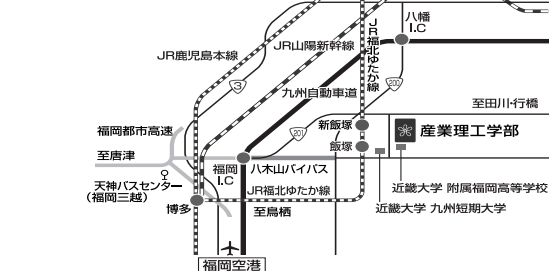 八幡
I.C
JR福北ゆたか線
JR鹿児島本線
JR山陽新幹線
3
200
九州自動車道
至田川・行橋
新飯塚
産業理工学部
201
福岡都市高速
飯塚
至唐津
福岡
I.C
八木山バイパス
天神バスセンター
(福岡三越)
JR福北ゆたか線
近畿大学 附属福岡高等学校
博多
至鳥栖
近畿大学 九州短期大学
福岡空港